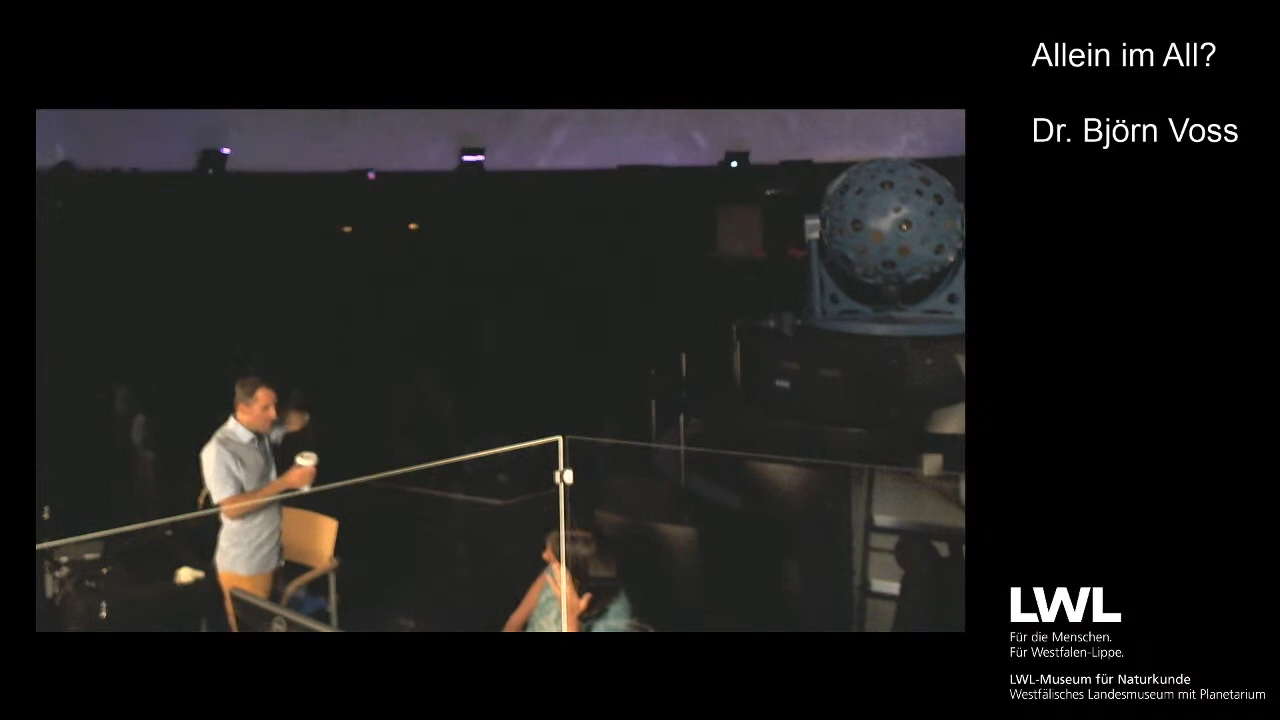 Allein im All?
Dr. Björn Voss
LWL
Für die Menschen.
Für Westfalen-Lippe.
LWL-Museum für Naturkunde
Westfälisches Landesmuseum mit Planetarium